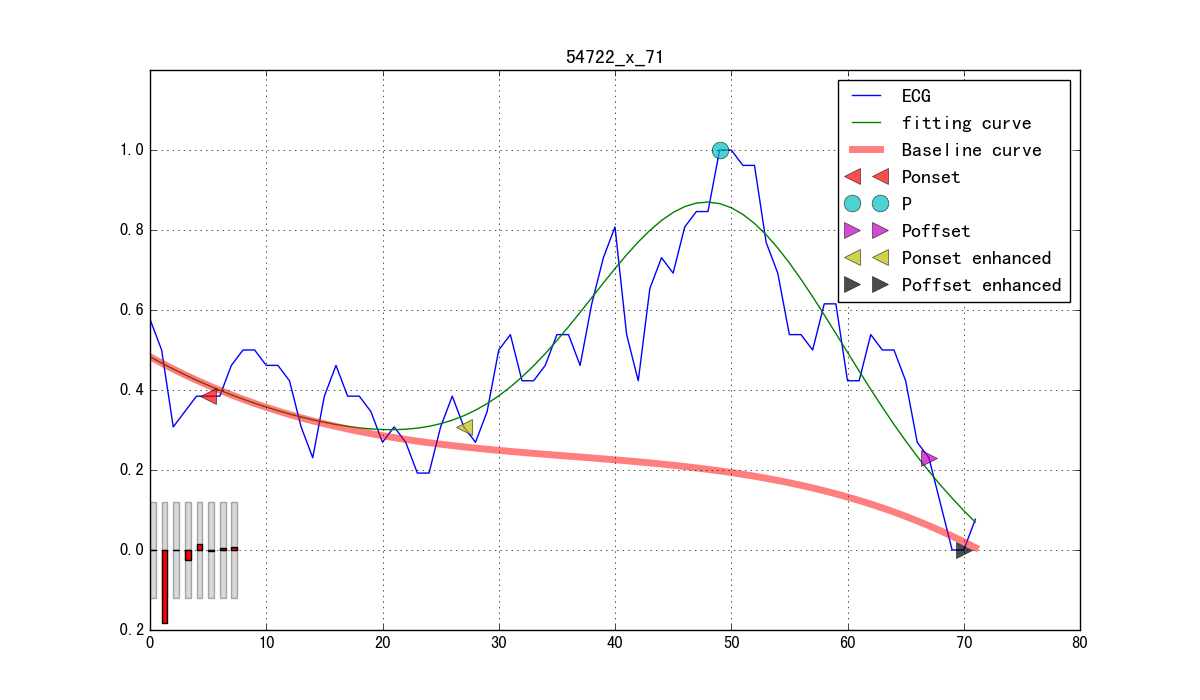 54722_x_71
ECG
fitting curve
Baseline curve
Ponset
P
Poffset
Ponset enhanced
Poffset enhanced
1.0
0.8
0.6
0.4
0.2
0.0
0.2
0 10 20 30 40 50 60 70 80